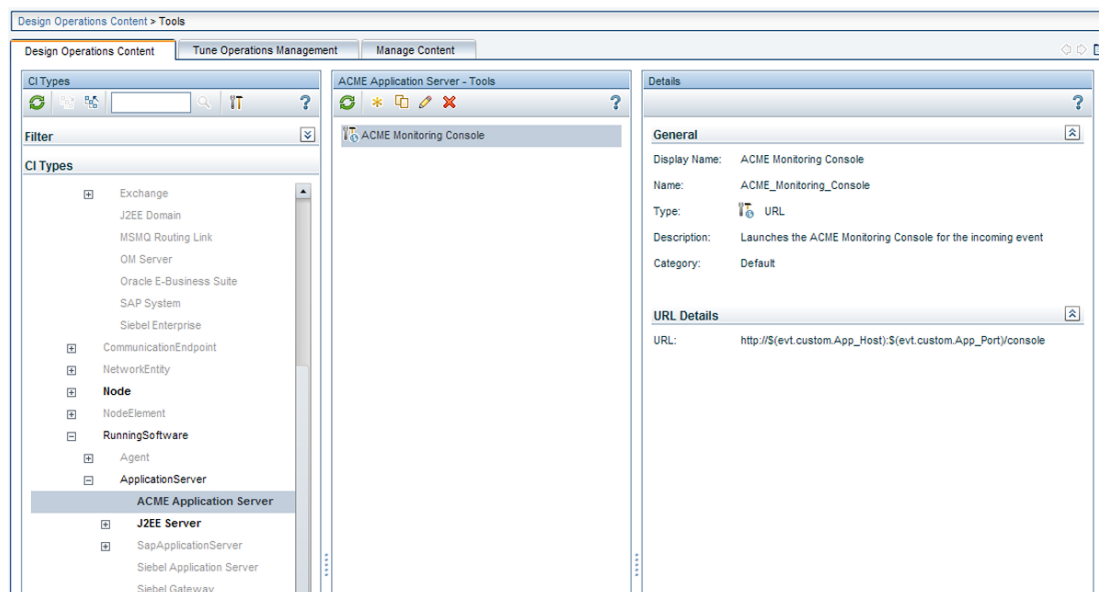 Design Operations Content > Tools
Design Operations Content
Tune Operations Management
Manage Content
CI Types
?
Filter
CI Types
Exchange
J2EE Domain
MSMQ Routing Link
OM Server
Oracle E-Business Suite
SAP System
Siebel Enterprise
CommunicationEndpoint
NetworkEntity
Node
NodeElement
RunningSoftware
Agent
ApplicationServer
ACME Application Server
J2EE Server
SapApplicationServer
Siebel Application Server
Siebel Gateway
ACME Application Server - Tools
?
ACME Monitoring Console
Details
?
General
Display Name: ACME Monitoring Console
Name: ACME_Monitoring_Console
Type: URL
Description: Launches the ACME Monitoring Console for the incoming event
Category: Default
URL Details
URL: http://${evt.custom.App_Host}:${evt.custom.App_Port}/console